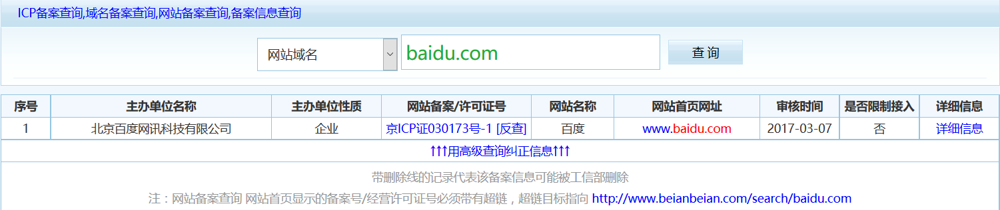 ICP备案查询,域名备案查询,网站备案查询,备案信息查询
网站域名 baidu.com 查 询
序号 主办单位名称 主办单位性质 网站备案/许可证号 网站名称 网站首页网址 审核时间 是否限制接入 详细信息
1 北京百度网讯科技有限公司 企业 京ICP证030173号-1 [反查] 百度 www.baidu.com 2017-03-07 否 详细信息
↑↑↑用高级查询纠正信息↑↑↑
带删除线的记录代表该备案信息可能被工信部删除
注：网站备案查询 网站首页显示的备案号/经营许可证号必须带有超链，超链目标指向 http://www.beianbeian.com/search/baidu.com